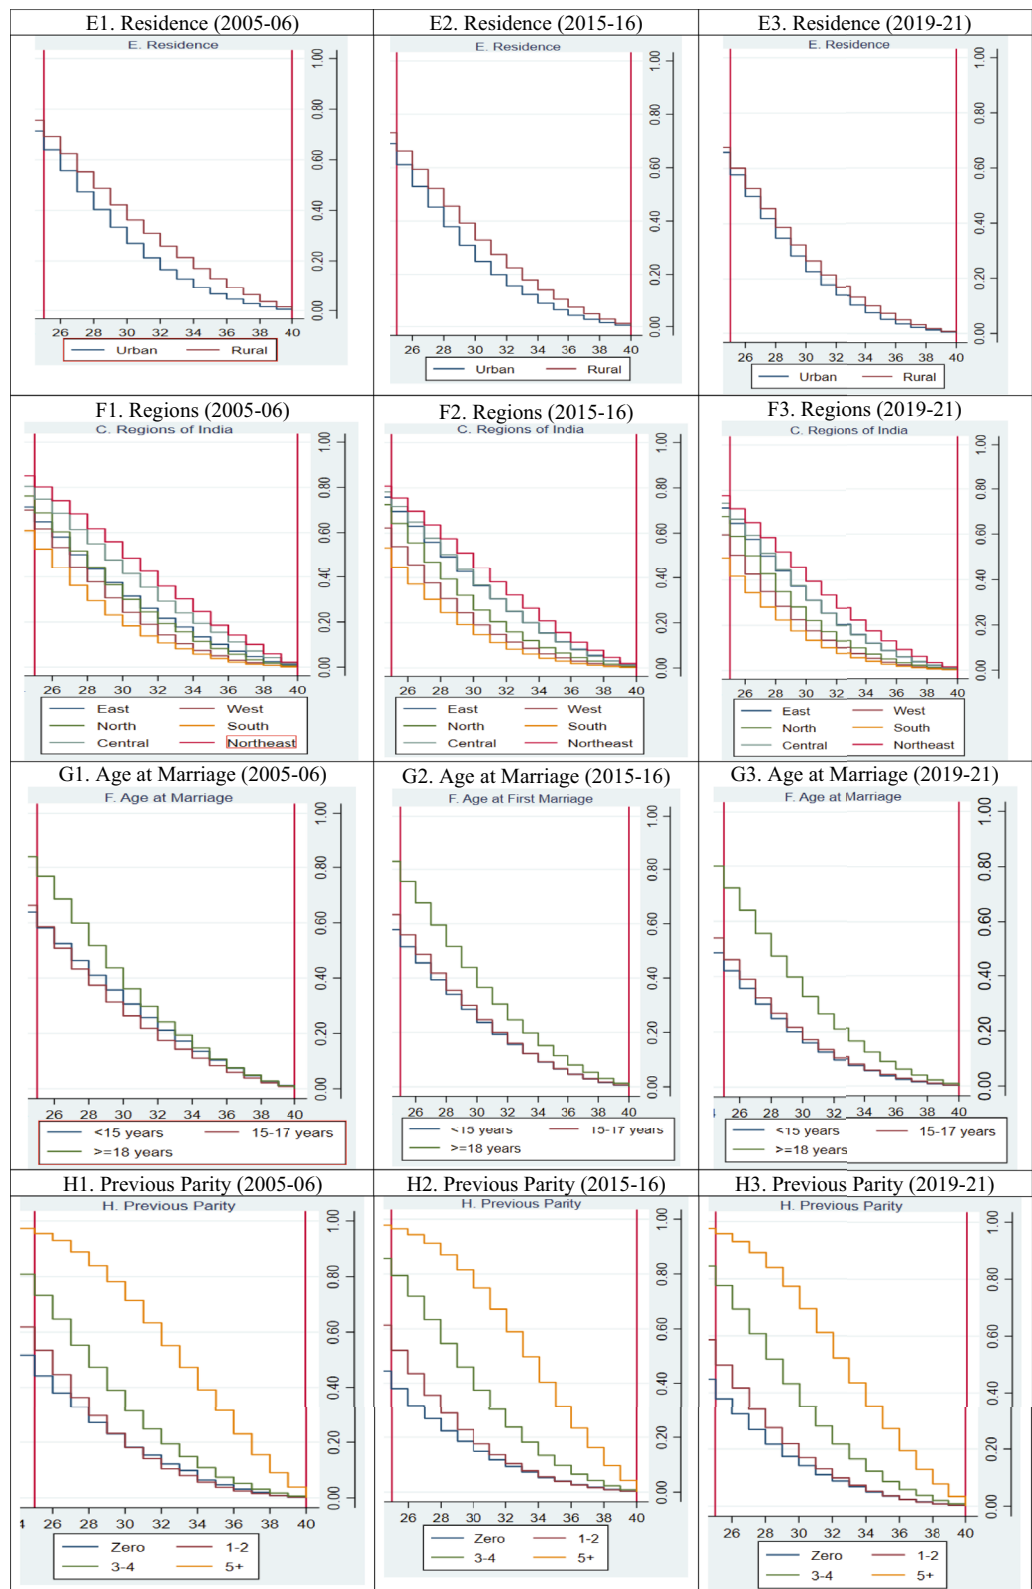 E1. Residence (2005-06)
E. Residence
1.00
0.80
0.60
0.40
0.20
0.00
26 28 30 32 34 36 38 40
Urban Rural
E2. Residence (2015-16)
E. Residence
1.00
0.80
0.60
0.40
0.20
0.00
26 28 30 32 34 36 38 40
Urban Rural
E3. Residence (2019-21)
E. Residence
1.00
0.80
0.60
0.40
0.20
0.00
26 28 30 32 34 36 38 40
Urban Rural
F1. Regions (2005-06)
C. Regions of India
1.00
0.80
0.60
0.40
0.20
0.00
26 28 30 32 34 36 38 40
East West
North South
Central Northeast
F2. Regions (2015-16)
C. Regions of India
1.00
0.80
0.60
0.40
0.20
0.00
26 28 30 32 34 36 38 40
East West
North South
Central Northeast
F3. Regions (2019-21)
C. Regions of India
1.00
0.80
0.60
0.40
0.20
0.00
26 28 30 32 34 36 38 40
East West
North South
Central Northeast
G1. Age at Marriage (2005-06)
F. Age at Marriage
1.00
0.80
0.60
0.40
0.20
0.00
26 28 30 32 34 36 38 40
<15 years 15-17 years
>=18 years
G2. Age at Marriage (2015-16)
F. Age at First Marriage
1.00
0.80
0.60
0.40
0.20
0.00
26 28 30 32 34 36 38 40
<15 years 15-17 years
>=18 years
G3. Age at Marriage (2019-21)
F. Age at Marriage
1.00
0.80
0.60
0.40
0.20
0.00
4 26 28 30 32 34 36 38 40
<15 years 15-17 years
>=18 years
H1. Previous Parity (2005-06)
H. Previous Parity
1.00
0.80
0.60
0.40
0.20
0.00
4 26 28 30 32 34 36 38 40
Zero 1-2
3-4 5+
H2. Previous Parity (2015-16)
H. Previous Parity
1.00
0.80
0.60
0.40
0.20
0.00
26 28 30 32 34 36 38 40
Zero 1-2
3-4 5+
H3. Previous Parity (2019-21)
H. Previous Parity
1.00
0.80
0.60
0.40
0.20
0.00
26 28 30 32 34 36 38 40
Zero 1-2
3-4 5+